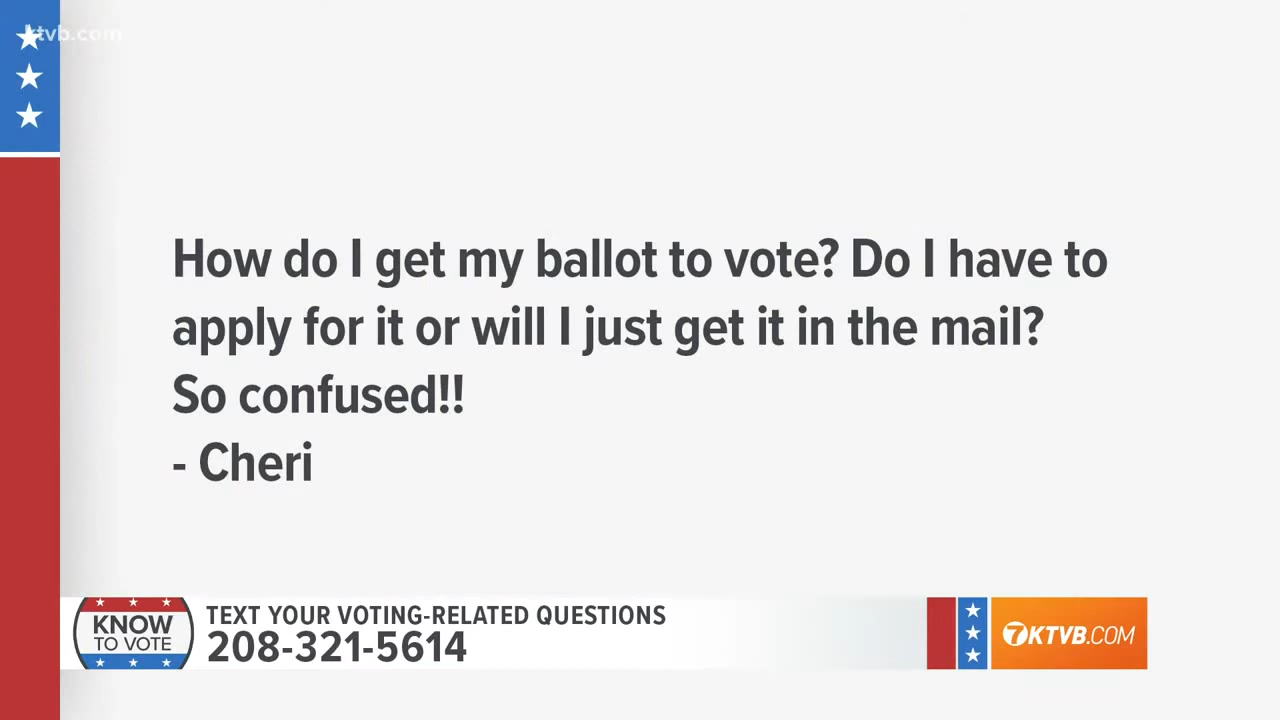 ktvb.com
How do I get my ballot to vote? Do I have to
apply for it or will I just get it in the mail?
So confused!!
- Cheri
KNOW
TO VOTE
TEXT YOUR VOTING-RELATED QUESTIONS
208-321-5614
7KTVB.COM